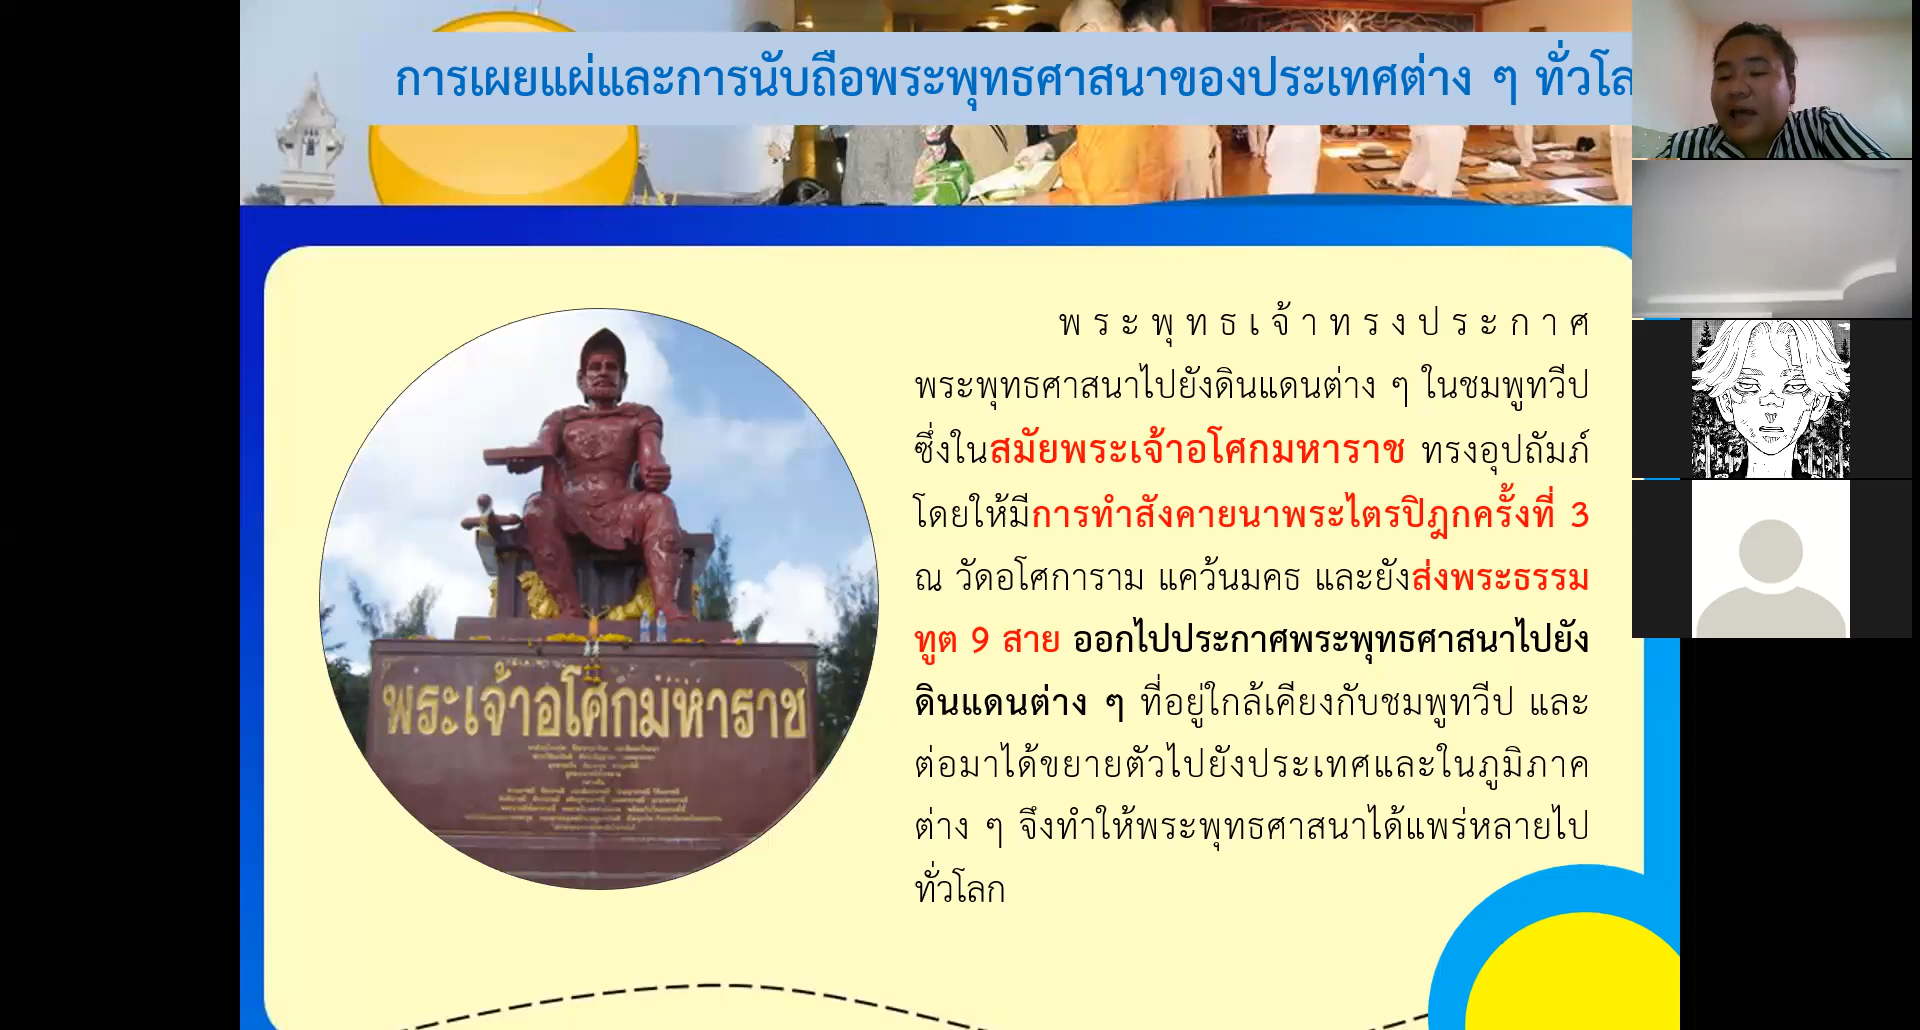 การเผยแผ่และการนับถือพระพุทธศาสนาของประเทศต่าง ๆ ทั่วโล
พระพุทธเจ้าทรงประกาศ
พระพุทธศาสนาไปยังดินแดนต่าง ๆ ในชมพูทวีป
ซึ่งในสมัยพระเจ้าอโศกมหาราช ทรงอุปถัมภ์
โดยให้มีการทำสังคายนาพระไตรปิฎกครั้งที่ 3
ณ วัดอโศการาม แคว้นมคธ และยังส่งพระธรรม
ทูต 9 สาย ออกไปประกาศพระพุทธศาสนาไปยัง
ดินแดนต่าง ๆ ที่อยู่ใกล้เคียงกับชมพูทวีป และ
ต่อมาได้ขยายตัวไปยังประเทศและในภูมิภาค
ต่าง ๆ จึงทำให้พระพุทธศาสนาได้แพร่หลายไป
ทั่วโลก
พระเจ้าอโศกมหาราช